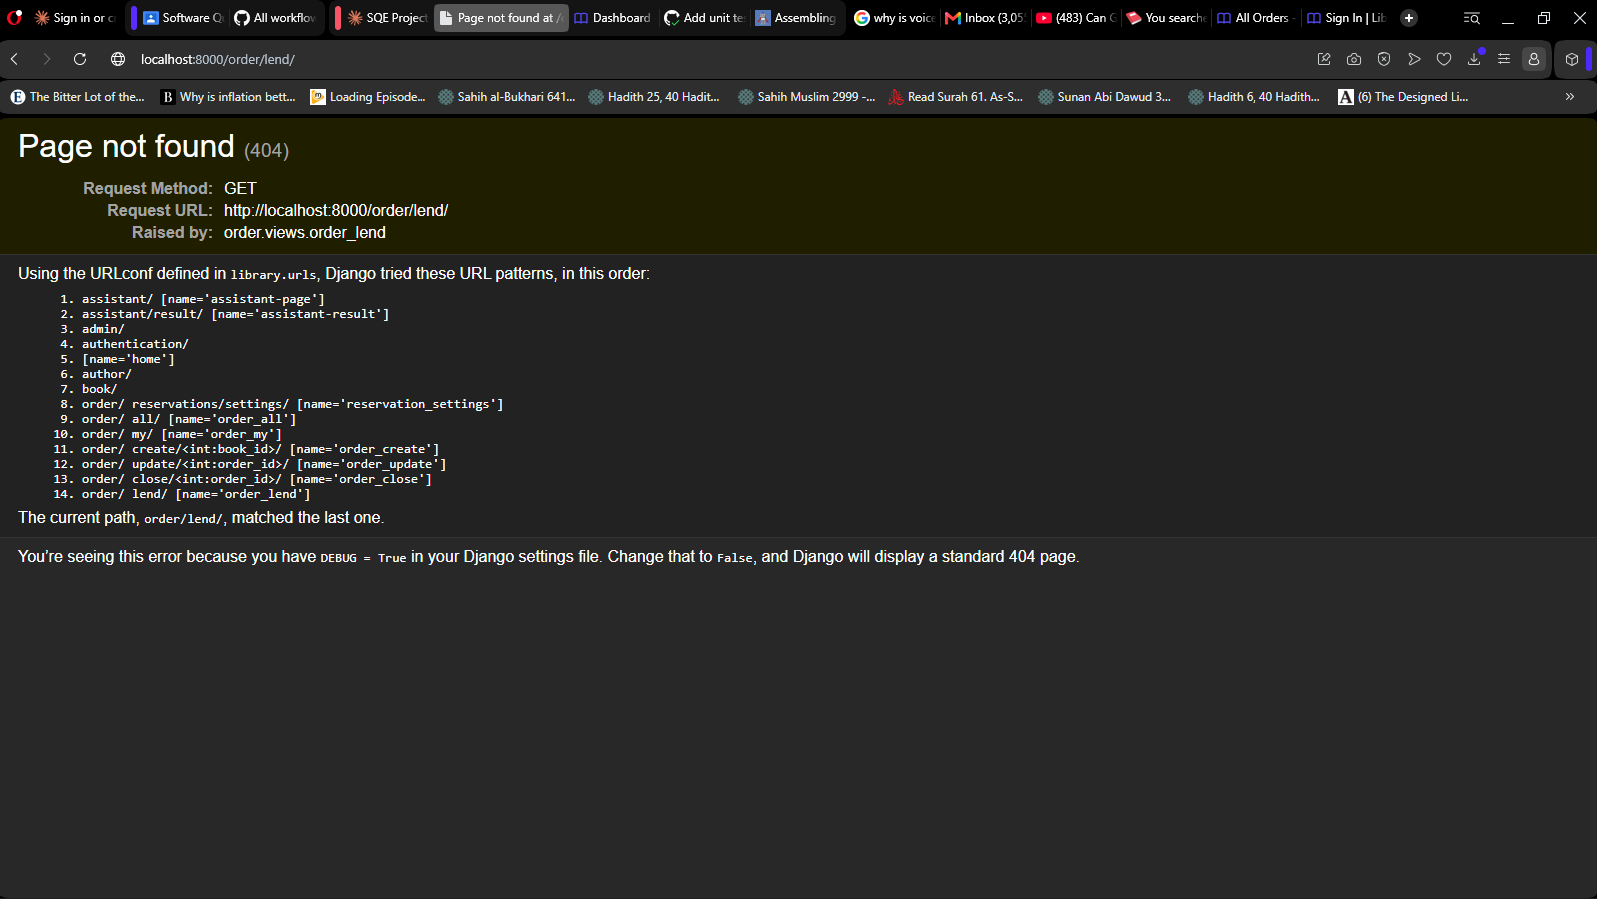 Sign in or c
Software Q
All workflow
SQE Project
Page not found at /
Dashboard
Add unit te
Assembling
why is voice
Inbox (3,05
(483) Can G
You searche
All Orders -
Sign In | Lib
localhost:8000/order/lend/
The Bitter Lot of the...
Why is inflation bett...
Loading Episode...
Sahih al-Bukhari 641...
Hadith 25, 40 Hadit...
Sahih Muslim 2999 -...
Read Surah 61. As-S...
Sunan Abi Dawud 3...
Hadith 6, 40 Hadith...
(6) The Designed Li...
Page not found (404)
Request Method: GET
Request URL: http://localhost:8000/order/lend/
Raised by: order.views.order_lend
Using the URLconf defined in library.urls, Django tried these URL patterns, in this order:
1. assistant/ [name='assistant-page']
2. assistant/result/ [name='assistant-result']
3. admin/
4. authentication/
5. [name='home']
6. author/
7. book/
8. order/ reservations/settings/ [name='reservation_settings']
9. order/ all/ [name='order_all']
10. order/ my/ [name='order_my']
11. order/ create/<int:book_id>/ [name='order_create']
12. order/ update/<int:order_id>/ [name='order_update']
13. order/ close/<int:order_id>/ [name='order_close']
14. order/ lend/ [name='order_lend']
The current path, order/lend/, matched the last one.
You’re seeing this error because you have DEBUG = True in your Django settings file. Change that to False, and Django will display a standard 404 page.